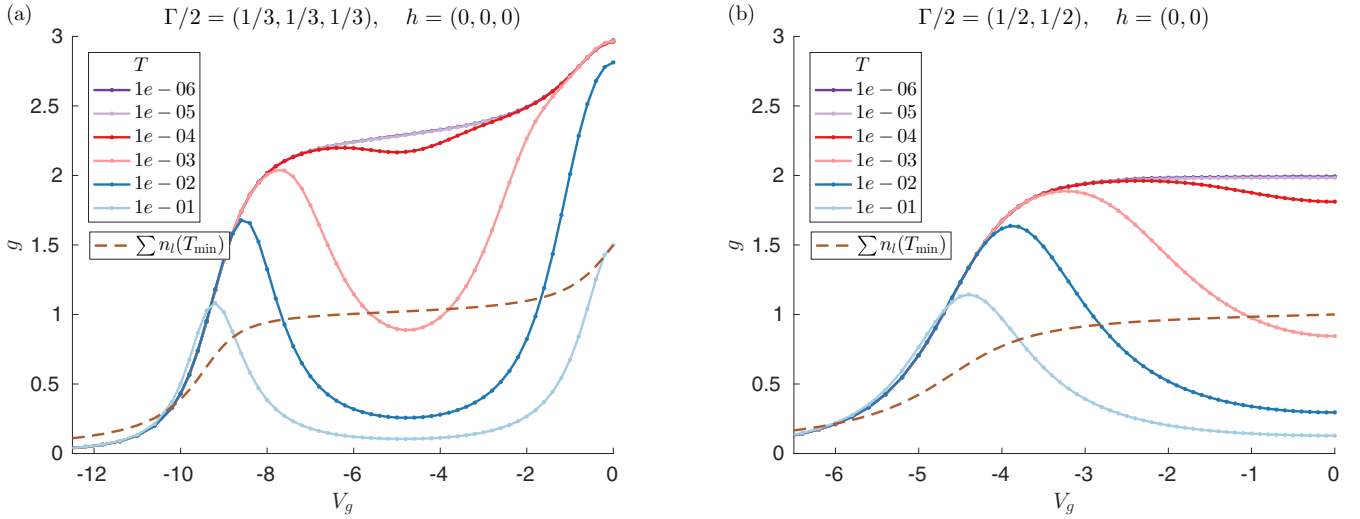 (a)
Γ/2 = (1/3, 1/3, 1/3), h = (0, 0, 0)
3
2.5
2
1.5
1
0.5
0
g
T
1e − 06
1e − 05
1e − 04
1e − 03
1e − 02
1e − 01
∑ n_l(T_min)
-12
-10
-8
-6
-4
-2
0
V_g
(b)
Γ/2 = (1/2, 1/2), h = (0, 0)
3
2.5
2
1.5
1
0.5
0
g
T
1e − 06
1e − 05
1e − 04
1e − 03
1e − 02
1e − 01
∑ n_l(T_min)
-6
-5
-4
-3
-2
-1
0
V_g